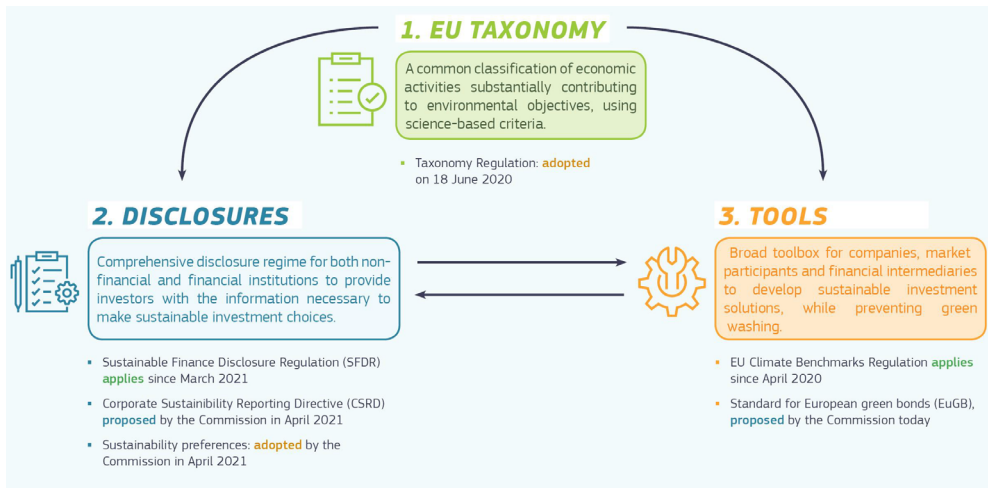 1. EU TAXONOMY
A common classification of economic
activities substantially contributing
to environmental objectives, using
science-based criteria.
▪ Taxonomy Regulation: adopted
on 18 June 2020
2. DISCLOSURES
Comprehensive disclosure regime for both non-
financial and financial institutions to provide
investors with the information necessary to
make sustainable investment choices.
▪ Sustainable Finance Disclosure Regulation (SFDR)
applies since March 2021
▪ Corporate Sustainibility Reporting Directive (CSRD)
proposed by the Commission in April 2021
▪ Sustainability preferences: adopted by the
Commission in April 2021
3. TOOLS
Broad toolbox for companies, market
participants and financial intermediaries
to develop sustainable investment
solutions, while preventing green
washing.
▪ EU Climate Benchmarks Regulation applies
since April 2020
▪ Standard for European green bonds (EuGB),
proposed by the Commission today